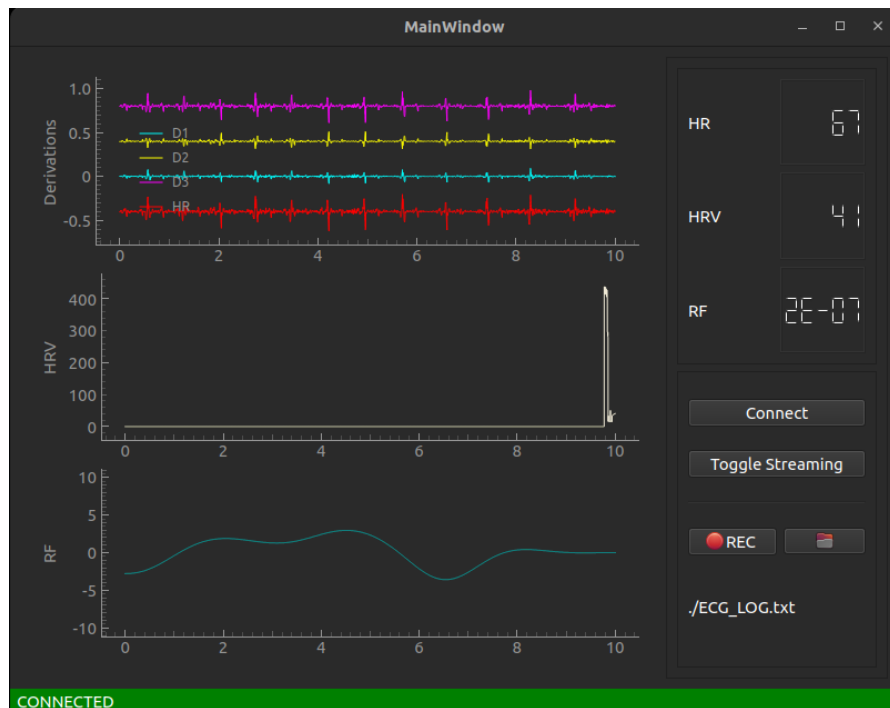 MainWindow
1.0
0.5
0
-0.5
Derivations
D1
D2
D3
HR
0 2 4 6 8 10
400
300
200
100
0
HRV
0 2 4 6 8 10
10
5
0
-5
-10
RF
0 2 4 6 8 10
HR 67
HRV 41
RF 2E-07
Connect
Toggle Streaming
REC
./ECG_LOG.txt
CONNECTED